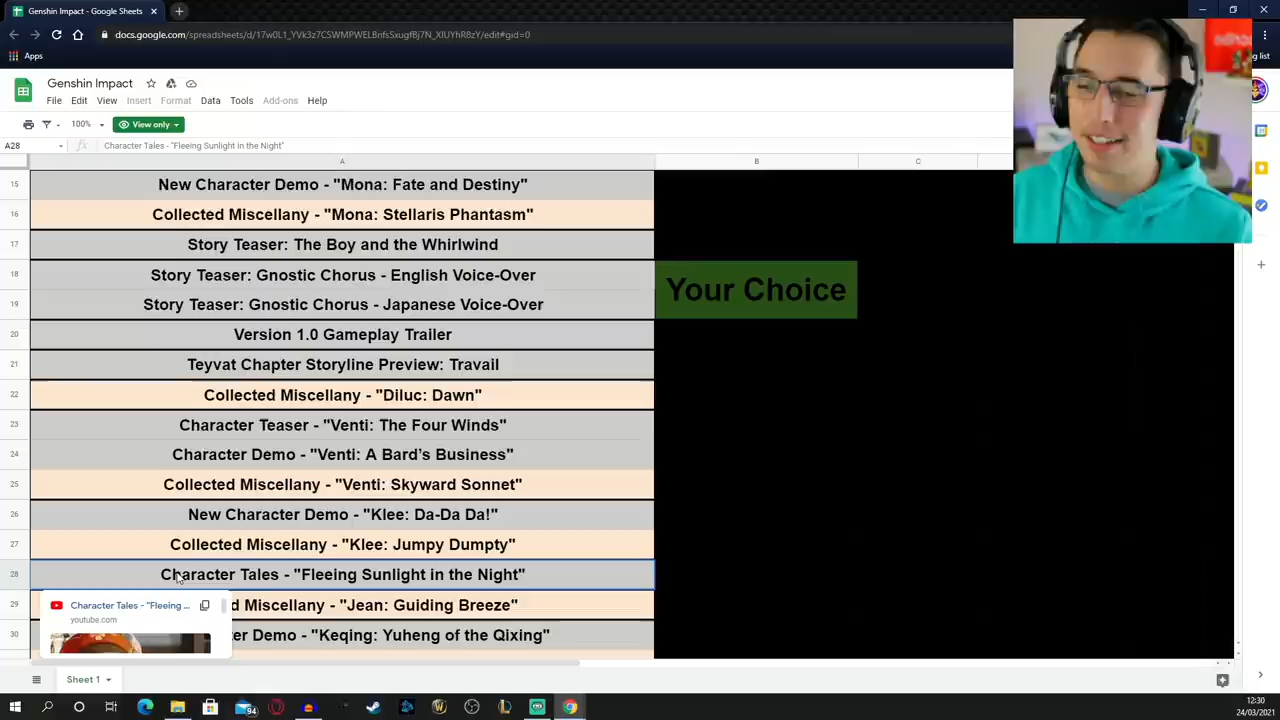 Genshin Impact - Google Sheets
docs.google.com/spreadsheets/d/17w0L1_YVk3z7CSWMPWELBnfsSxugfBj7N_XlUYhR8zY/edit#gid=0
Apps
ng list
Genshin Impact
File Edit View Insert Format Data Tools Add-ons Help
100% View only
A28 fx Character Tales - "Fleeing Sunlight in the Night"
A B C
15 New Character Demo - "Mona: Fate and Destiny"
16 Collected Miscellany - "Mona: Stellaris Phantasm"
17 Story Teaser: The Boy and the Whirlwind
18 Story Teaser: Gnostic Chorus - English Voice-Over
Your Choice
19 Story Teaser: Gnostic Chorus - Japanese Voice-Over
20 Version 1.0 Gameplay Trailer
21 Teyvat Chapter Storyline Preview: Travail
22 Collected Miscellany - "Diluc: Dawn"
23 Character Teaser - "Venti: The Four Winds"
24 Character Demo - "Venti: A Bard's Business"
25 Collected Miscellany - "Venti: Skyward Sonnet"
26 New Character Demo - "Klee: Da-Da Da!"
27 Collected Miscellany - "Klee: Jumpy Dumpty"
28 Character Tales - "Fleeing Sunlight in the Night"
29 d Miscellany - "Jean: Guiding Breeze"
Character Tales - "Fleeing ...
youtube.com
30 er Demo - "Keqing: Yuheng of the Qixing"
Sheet 1
94
12:30
24/03/2021